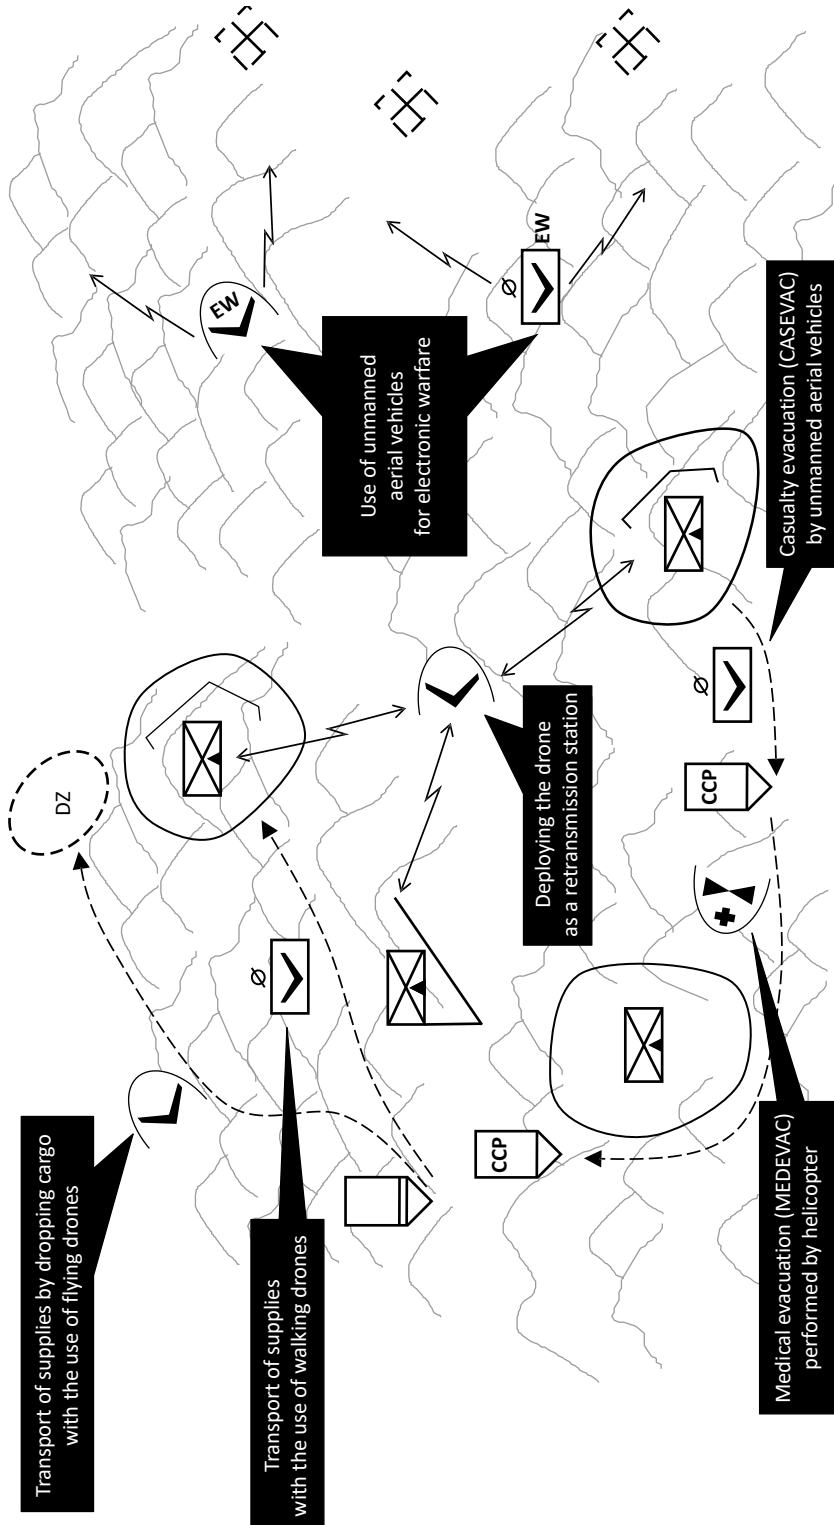 Transport of supplies by dropping cargo
with the use of flying drones
Transport of supplies
with the use of walking drones
DZ
Ø
EW
Use of unmanned
aerial vehicles
for electronic warfare
Ø
EW
Deploying the drone
as a retransmission station
CCP
CCP
Ø
Medical evacuation (MEDEVAC)
performed by helicopter
Casualty evacuation (CASEVAC)
by unmanned aerial vehicles